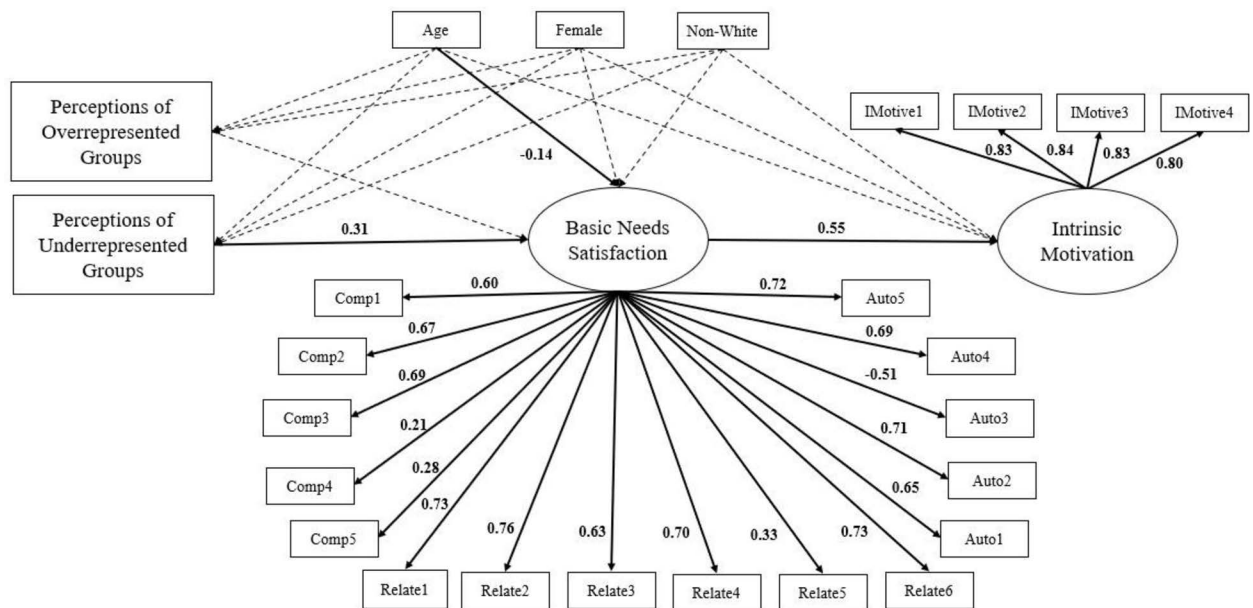 Age
Female
Non-White
Perceptions of
Overrepresented
Groups
IMotive1
IMotive2
IMotive3
IMotive4
0.83
0.84
0.83
0.80
-0.14
Perceptions of
Underrepresented
Groups
0.31
Basic Needs
Satisfaction
0.55
Intrinsic
Motivation
Comp1
0.60
0.72
Auto5
Comp2
0.67
0.69
Auto4
Comp3
0.69
-0.51
Auto3
Comp4
0.21
0.71
Auto2
Comp5
0.28
0.65
Auto1
0.73
0.76
0.63
0.70
0.33
0.73
Relate1
Relate2
Relate3
Relate4
Relate5
Relate6